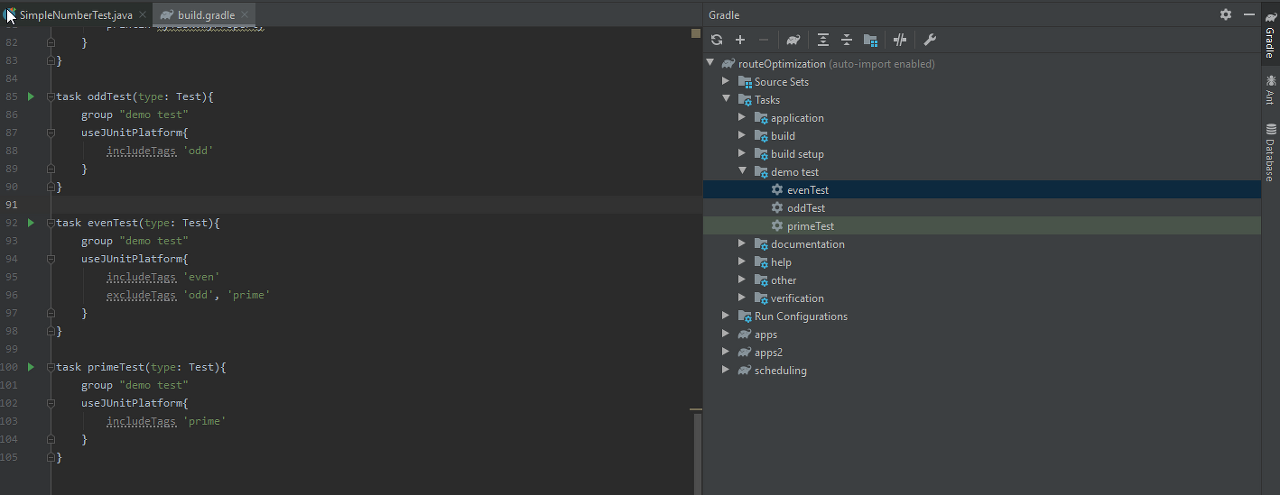 SimpleNumberTest.java
build.gradle
82 }
83 }
84
85 task oddTest(type: Test){
86 group "demo test"
87 useJUnitPlatform{
88 includeTags 'odd'
89 }
90 }
91
92 task evenTest(type: Test){
93 group "demo test"
94 useJUnitPlatform{
95 includeTags 'even'
96 excludeTags 'odd', 'prime'
97 }
98 }
99
100 task primeTest(type: Test){
101 group "demo test"
102 useJUnitPlatform{
103 includeTags 'prime'
104 }
105 }
Gradle
routeOptimization (auto-import enabled)
Source Sets
Tasks
application
build
build setup
demo test
evenTest
oddTest
primeTest
documentation
help
other
verification
Run Configurations
apps
apps2
scheduling
Gradle
Ant
Database